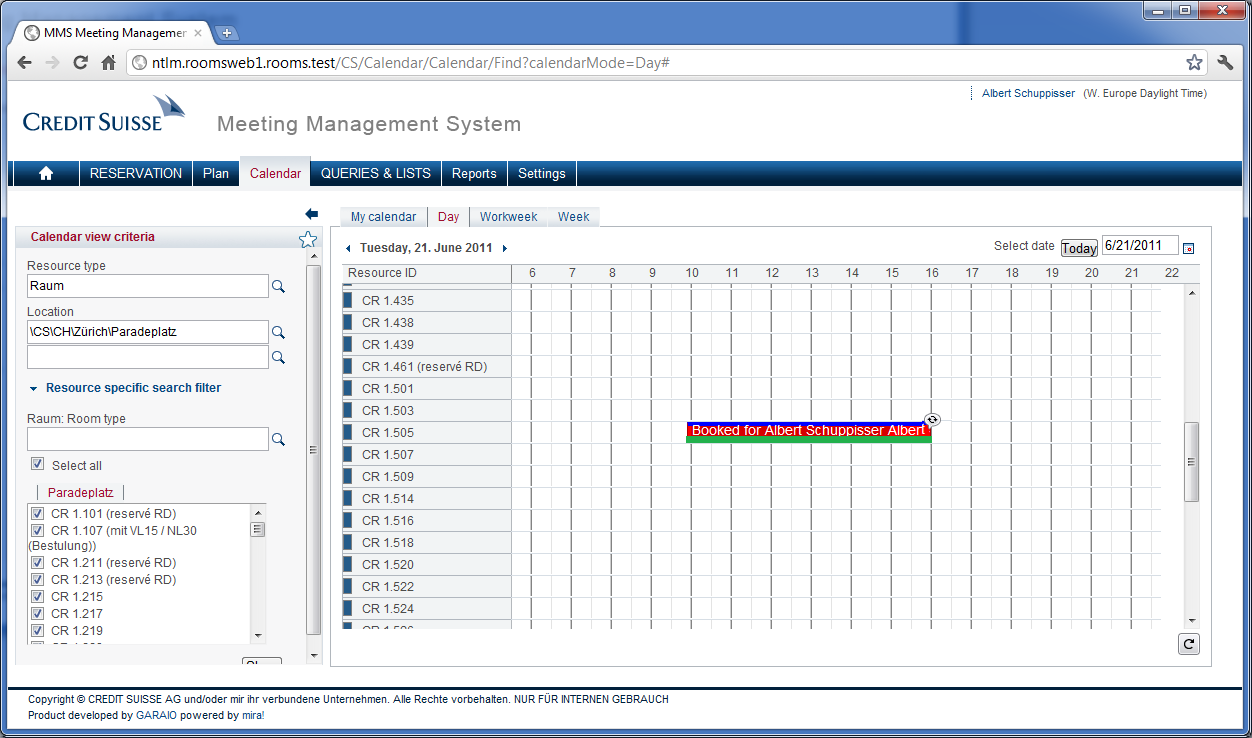 MMS Meeting Managemer
ntlm.roomsweb1.rooms.test/CS/Calendar/Calendar/Find?calendarMode=Day#
Albert Schuppisser (W. Europe Daylight Time)
CREDIT SUISSE
Meeting Management System
RESERVATION Plan Calendar QUERIES & LISTS Reports Settings
My calendar Day Workweek Week
Calendar view criteria
Resource type
Raum
Location
\CS\CH\Zürich\Paradeplatz
Resource specific search filter
Raum: Room type
Select all
Paradeplatz
CR 1.101 (reservé RD)
CR 1.107 (mit VL15 / NL30
(Bestulung))
CR 1.211 (reservé RD)
CR 1.213 (reservé RD)
CR 1.215
CR 1.217
CR 1.219
Tuesday, 21. June 2011
Select date Today 6/21/2011
Resource ID 6 7 8 9 10 11 12 13 14 15 16 17 18 19 20 21 22
CR 1.435
CR 1.438
CR 1.439
CR 1.461 (reservé RD)
CR 1.501
CR 1.503
CR 1.505 Booked for Albert Schuppisser Albert
CR 1.507
CR 1.509
CR 1.514
CR 1.516
CR 1.518
CR 1.520
CR 1.522
CR 1.524
Copyright © CREDIT SUISSE AG und/oder mir ihr verbundene Unternehmen. Alle Rechte vorbehalten. NUR FÜR INTERNEN GEBRAUCH
Product developed by GARAIO powered by mira!